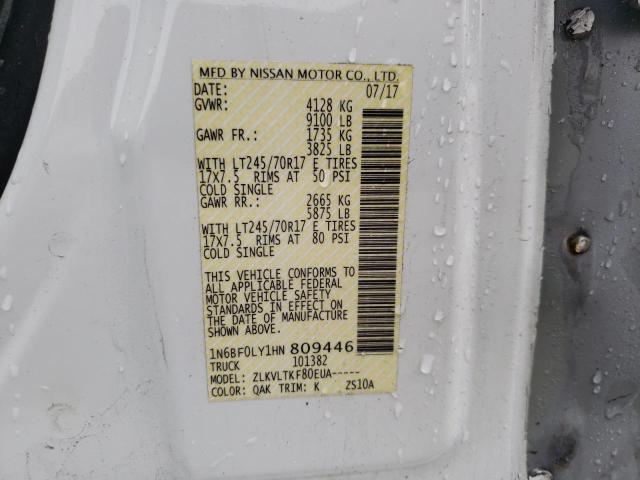 MFD BY NISSAN MOTOR CO., LTD.
DATE: 07/17
GVWR: 4128 KG
9100 LB
GAWR FR.: 1735 KG
3825 LB
WITH LT245/70R17 E TIRES
17X7.5 RIMS AT 50 PSI
COLD SINGLE
GAWR RR.: 2665 KG
5875 LB
WITH LT245/70R17 E TIRES
17X7.5 RIMS AT 80 PSI
COLD SINGLE
THIS VEHICLE CONFORMS TO
ALL APPLICABLE FEDERAL
MOTOR VEHICLE SAFETY
STANDARDS IN EFFECT ON
THE DATE OF MANUFACTURE
SHOWN ABOVE.
1N6BF0LY1HN 809446
TRUCK 101382
MODEL: ZLKVLTKF80EUA-----
COLOR: QAK TRIM: K ZS10A